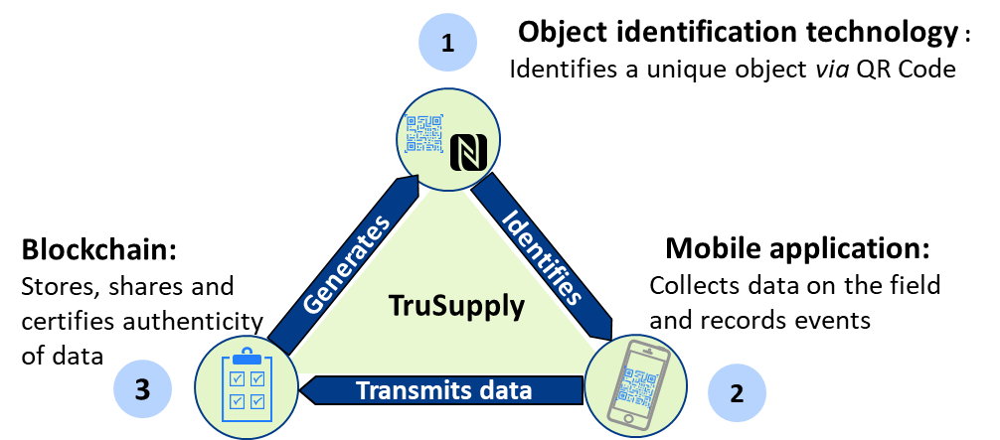 1
Object identification technology :
Identifies a unique object via QR Code
Generates
Identifies
Blockchain:
Stores, shares and
certifies authenticity
of data
Mobile application:
Collects data on the field
and records events
TruSupply
3
Transmits data
2